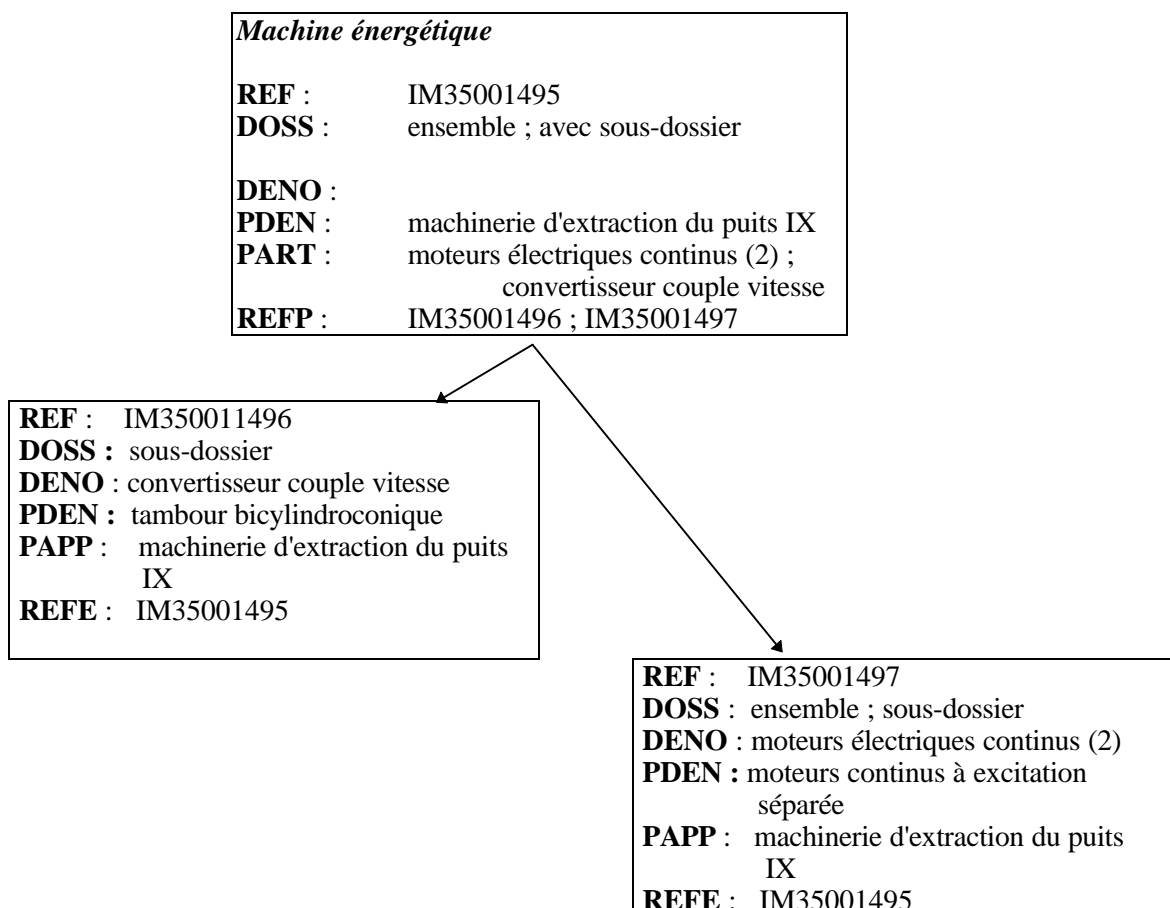 Machine énergétique
REF : IM35001495
DOSS : ensemble ; avec sous-dossier
DENO :
PDEN : machinerie d'extraction du puits IX
PART : moteurs électriques continus (2) ;
convertisseur couple vitesse
REFP : IM35001496 ; IM35001497
REF : IM350011496
DOSS : sous-dossier
DENO : convertisseur couple vitesse
PDEN : tambour bicylindroconique
PAPP : machinerie d'extraction du puits
IX
REFE : IM35001495
REF : IM35001497
DOSS : ensemble ; sous-dossier
DENO : moteurs électriques continus (2)
PDEN : moteurs continus à excitation
séparée
PAPP : machinerie d'extraction du puits
IX
REFE : IM35001495